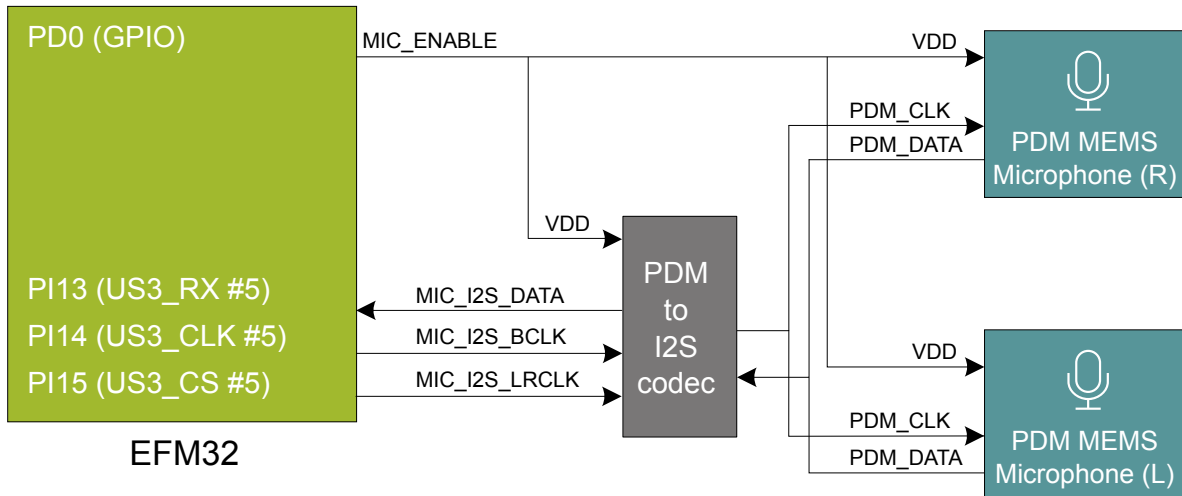 PD0 (GPIO)
MIC_ENABLE
VDD
PDM_CLK
PDM_DATA
PDM MEMS
Microphone (R)
VDD
PI13 (US3_RX #5)
PI14 (US3_CLK #5)
PI15 (US3_CS #5)
EFM32
MIC_I2S_DATA
MIC_I2S_BCLK
MIC_I2S_LRCLK
PDM
to
I2S
codec
VDD
PDM_CLK
PDM_DATA
PDM MEMS
Microphone (L)